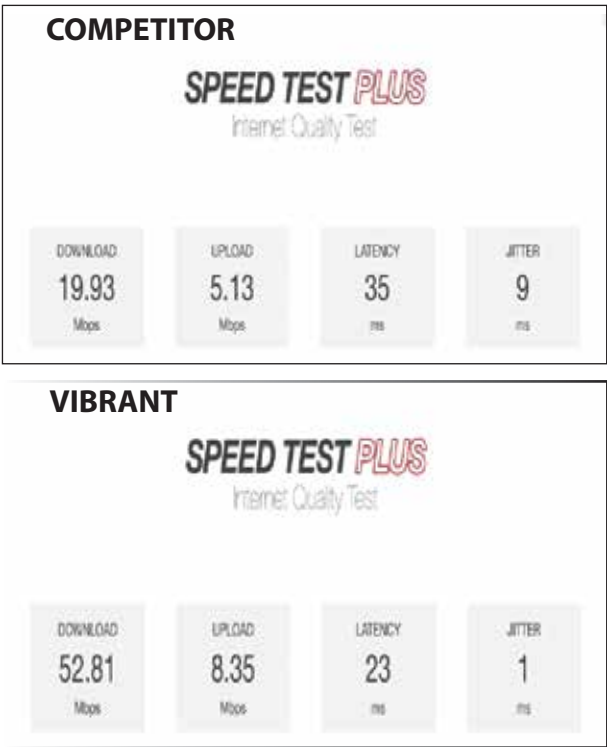 COMPETITOR
SPEED TEST PLUS
Internet Quality Test
DOWNLOAD UPLOAD LATENCY JITTER
19.93 5.13 35 9
Mbps Mbps ms ms
VIBRANT
SPEED TEST PLUS
Internet Quality Test
DOWNLOAD UPLOAD LATENCY JITTER
52.81 8.35 23 1
Mbps Mbps ms ms